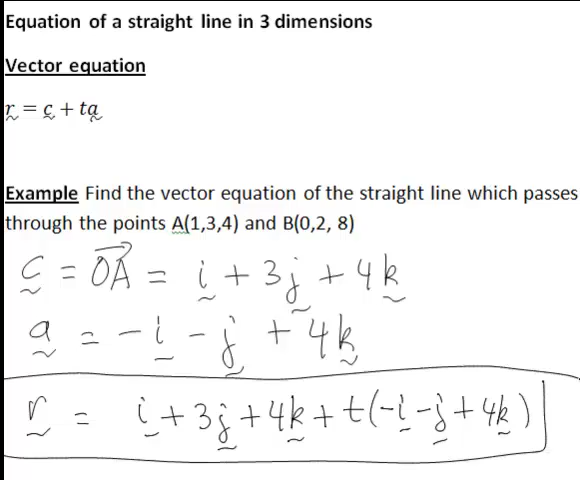 Equation of a straight line in 3 dimensions
Vector equation
r = c + ta
Example Find the vector equation of the straight line which passes
through the points A(1,3,4) and B(0,2, 8)
c = OA = i + 3j + 4k
a = -i - j + 4k
r = i + 3j + 4k + t(-i - j + 4k)